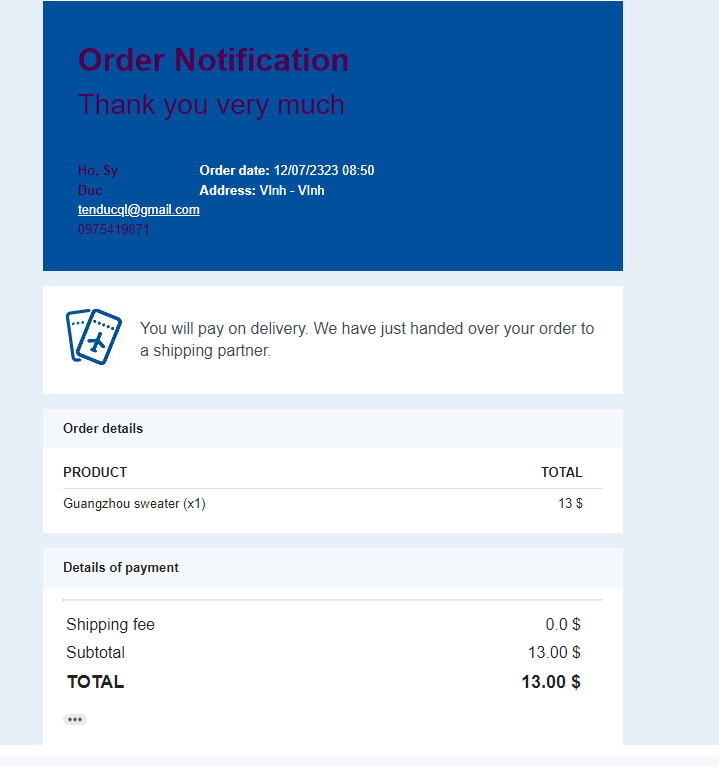 Order Notification
Thank you very much
Ho, Sy
Duc
tenducql@gmail.com
0975419871
Order date: 12/07/2323 08:50
Address: VInh - VInh
You will pay on delivery. We have just handed over your order to
a shipping partner.
Order details
PRODUCT TOTAL
Guangzhou sweater (x1) 13 $
Details of payment
Shipping fee 0.0 $
Subtotal 13.00 $
TOTAL 13.00 $